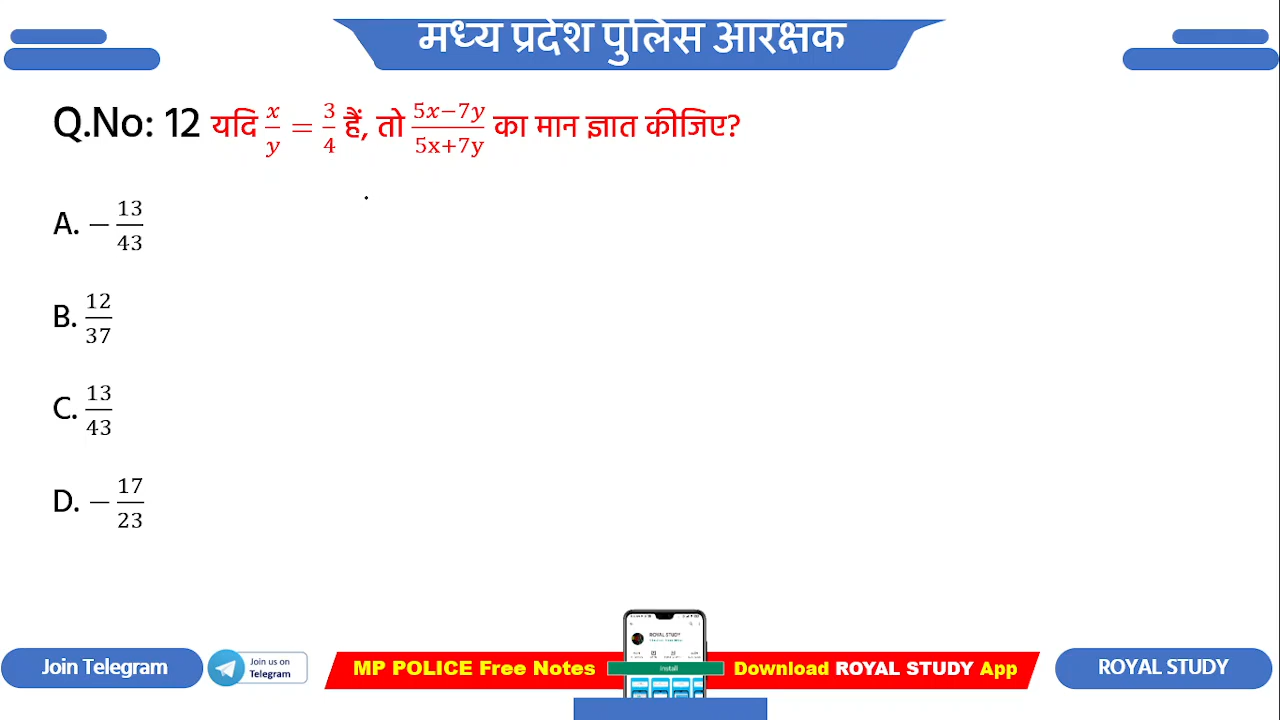 मध्य प्रदेश पुलिस आरक्षक
Q.No: 12 यदि x/y = 3/4 हैं, तो (5x−7y)/(5x+7y) का मान ज्ञात कीजिए?
A. − 13/43
B. 12/37
C. 13/43
D. − 17/23
ROYAL STUDY
Install
Join Telegram
Join us on
Telegram
MP POLICE Free Notes
Download ROYAL STUDY App
ROYAL STUDY